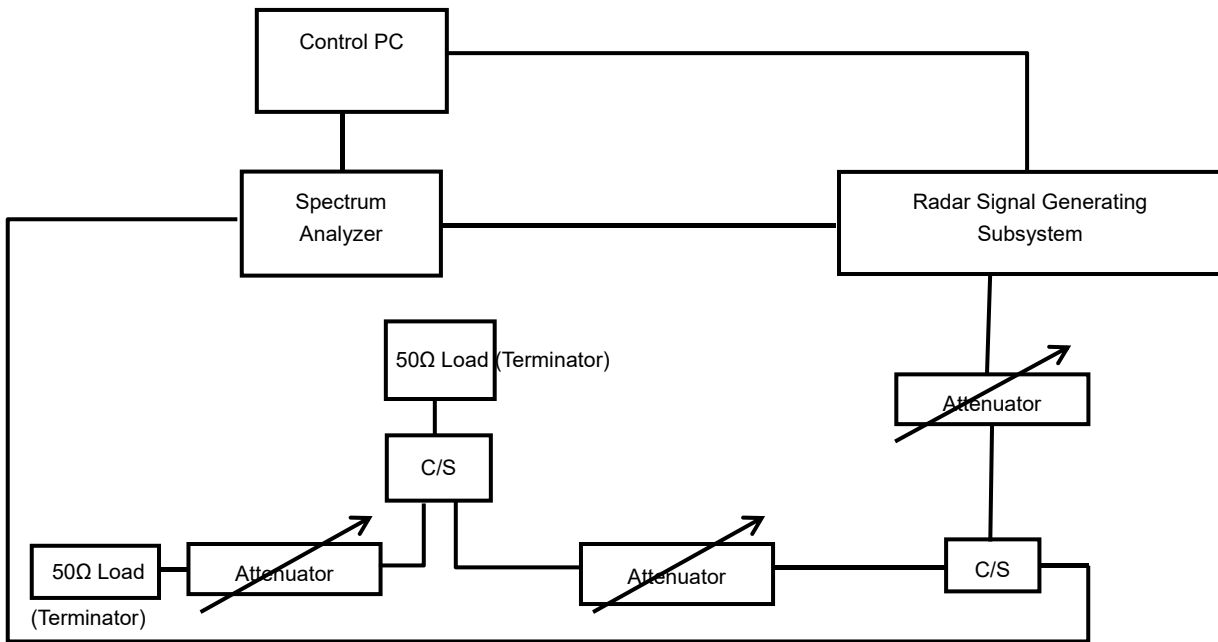 Control PC
Spectrum
Analyzer
Radar Signal Generating
Subsystem
50Ω Load (Terminator)
Attenuator
C/S
50Ω Load
(Terminator)
Attenuator
Attenuator
C/S